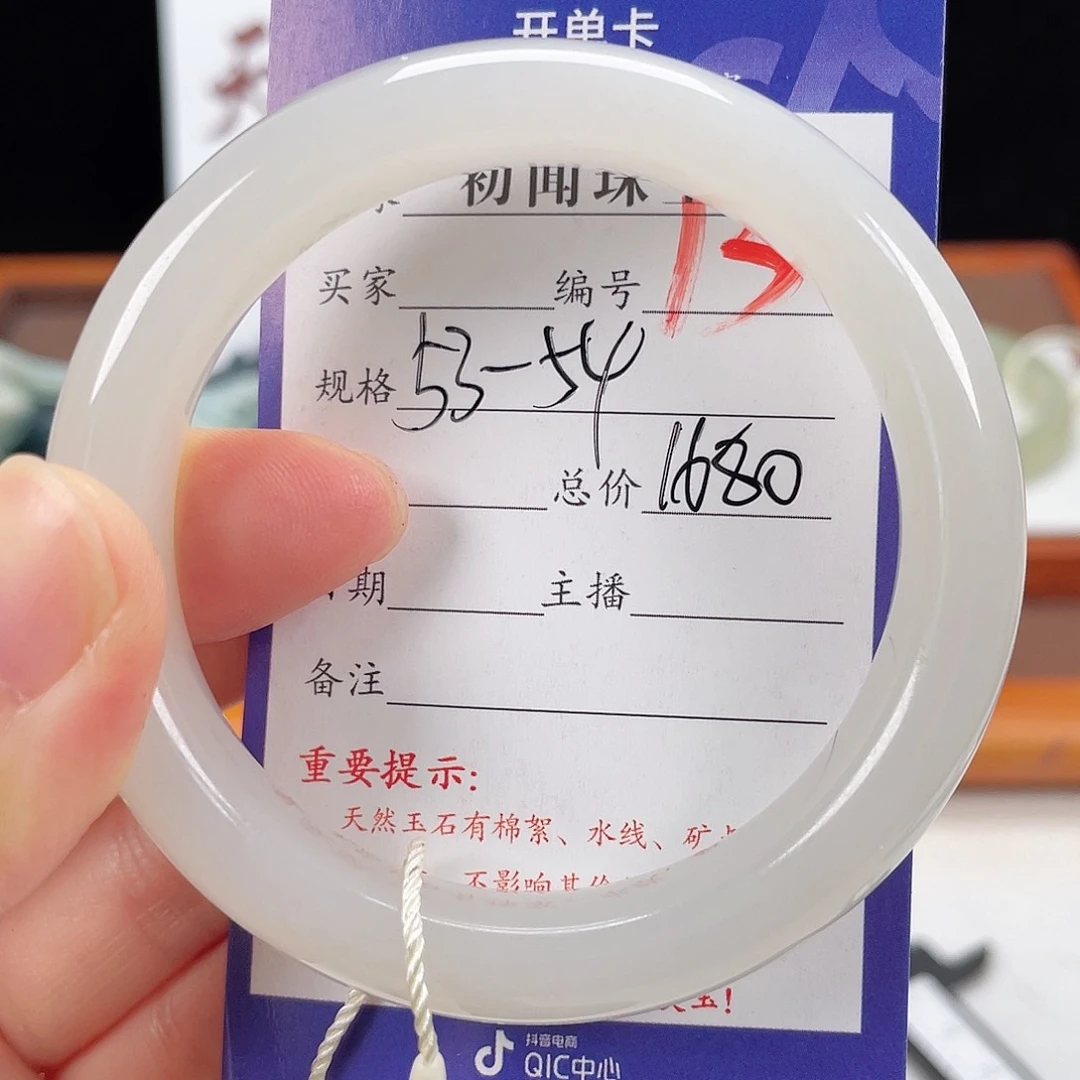 开单卡
天
初闻珠
买家 编号 15
规格 53-54
总价 1680
期 主播
备注
重要提示:
天然玉石有棉絮、水线、矿
不影响其价
玉!
抖音电商
QIC中心